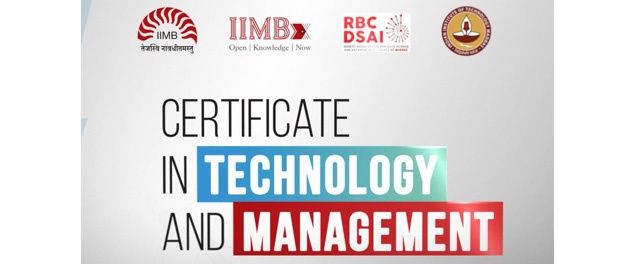 IIMB
तेजस्वि नावधीतमस्तु
IIMBx
Open | Knowledge | Now
RBC
DSAI
CERTIFICATE
IN TECHNOLOGY
AND MANAGEMENT